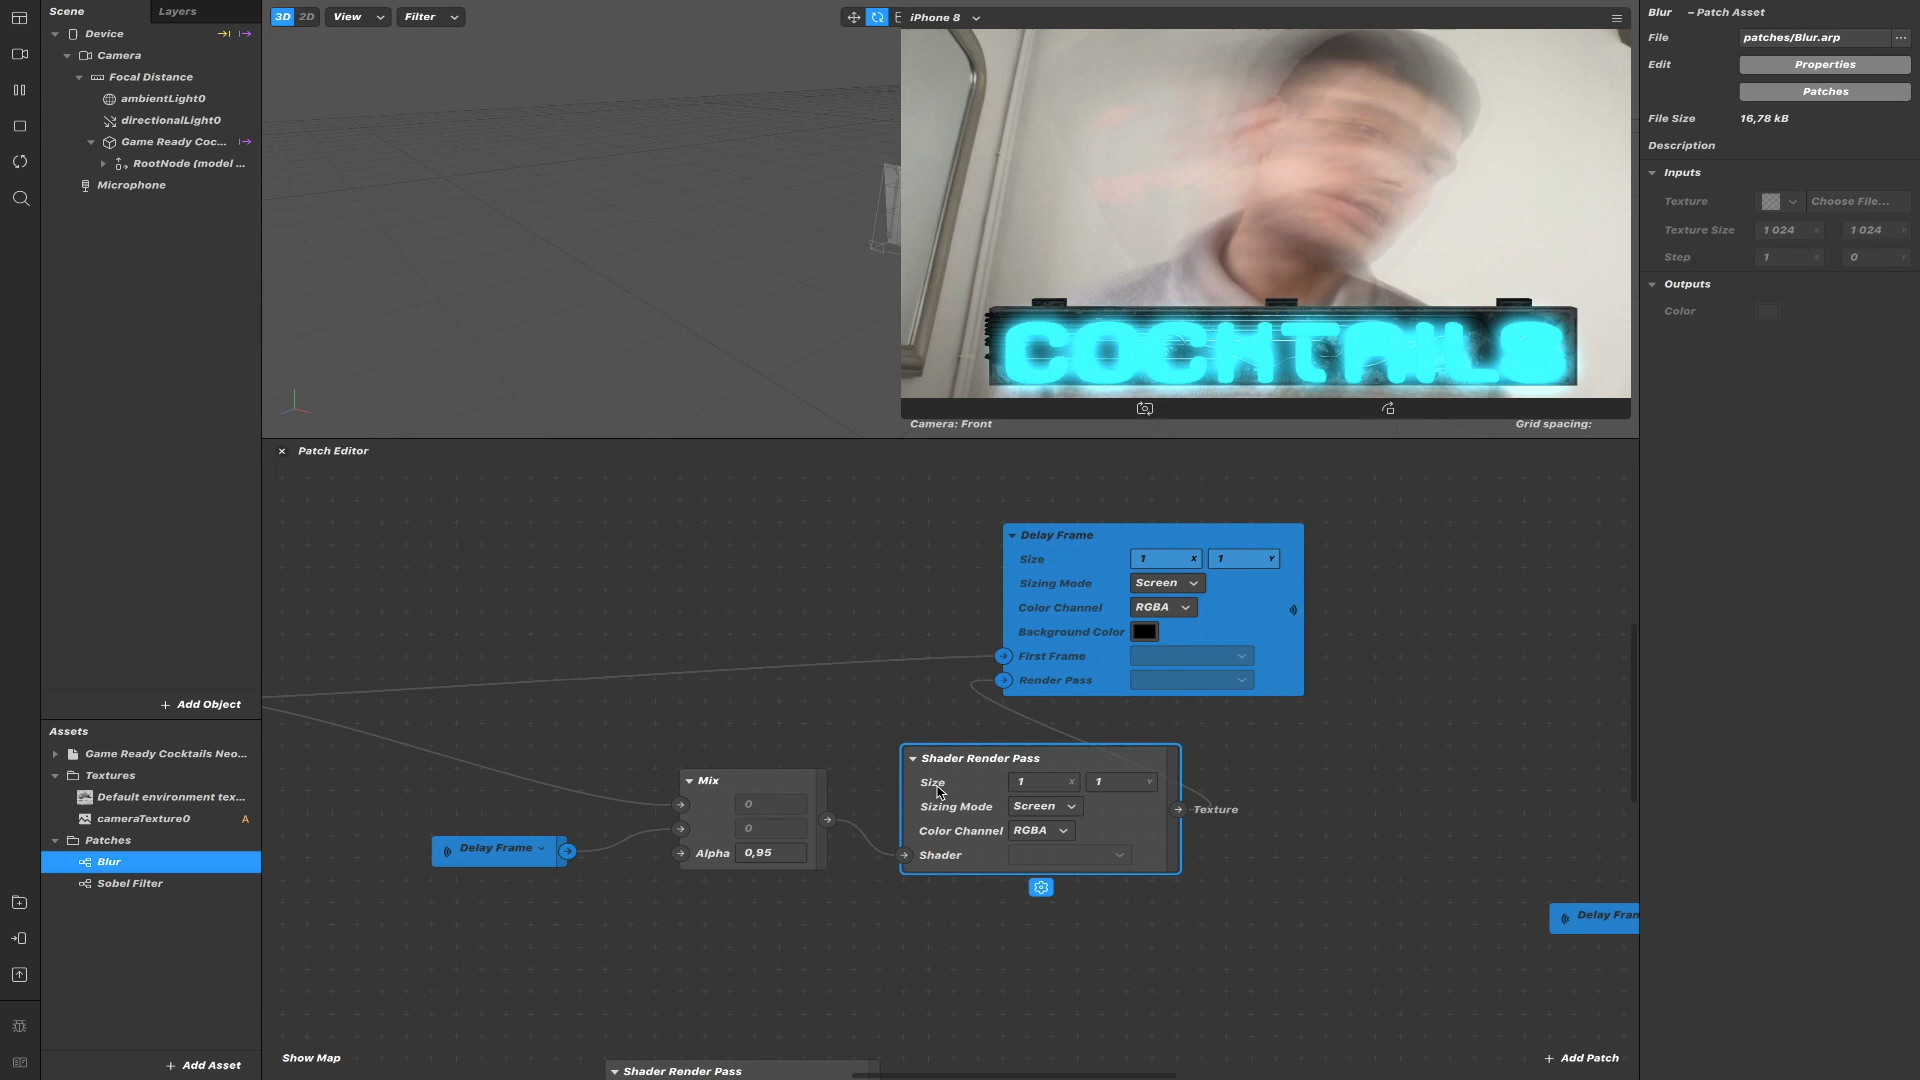 Scene
Layers
Device
Camera
Focal Distance
ambientLight0
directionalLight0
Game Ready Coc...
RootNode (model ...
Microphone
+ Add Object
Assets
Game Ready Cocktails Neo...
Textures
Default environment tex...
cameraTexture0 A
Patches
Blur
Sobel Filter
+ Add Asset
3D 2D
View
Filter
iPhone 8
COCKTAILS
Camera: Front
Grid spacing:
Patch Editor
Delay Frame
Size 1 X 1 Y
Sizing Mode Screen
Color Channel RGBA
Background Color
First Frame
Render Pass
Mix
0
0
Alpha 0,95
Delay Frame
Shader Render Pass
Size 1 X 1 Y
Sizing Mode Screen
Color Channel RGBA
Shader
Texture
Delay Fran
Show Map
Shader Render Pass
+ Add Patch
Blur – Patch Asset
File patches/Blur.arp ...
Edit Properties
Patches
File Size 16,78 kB
Description
Inputs
Texture Choose File...
Texture Size 1 024 X 1 024 Y
Step 1 X 0 Y
Outputs
Color